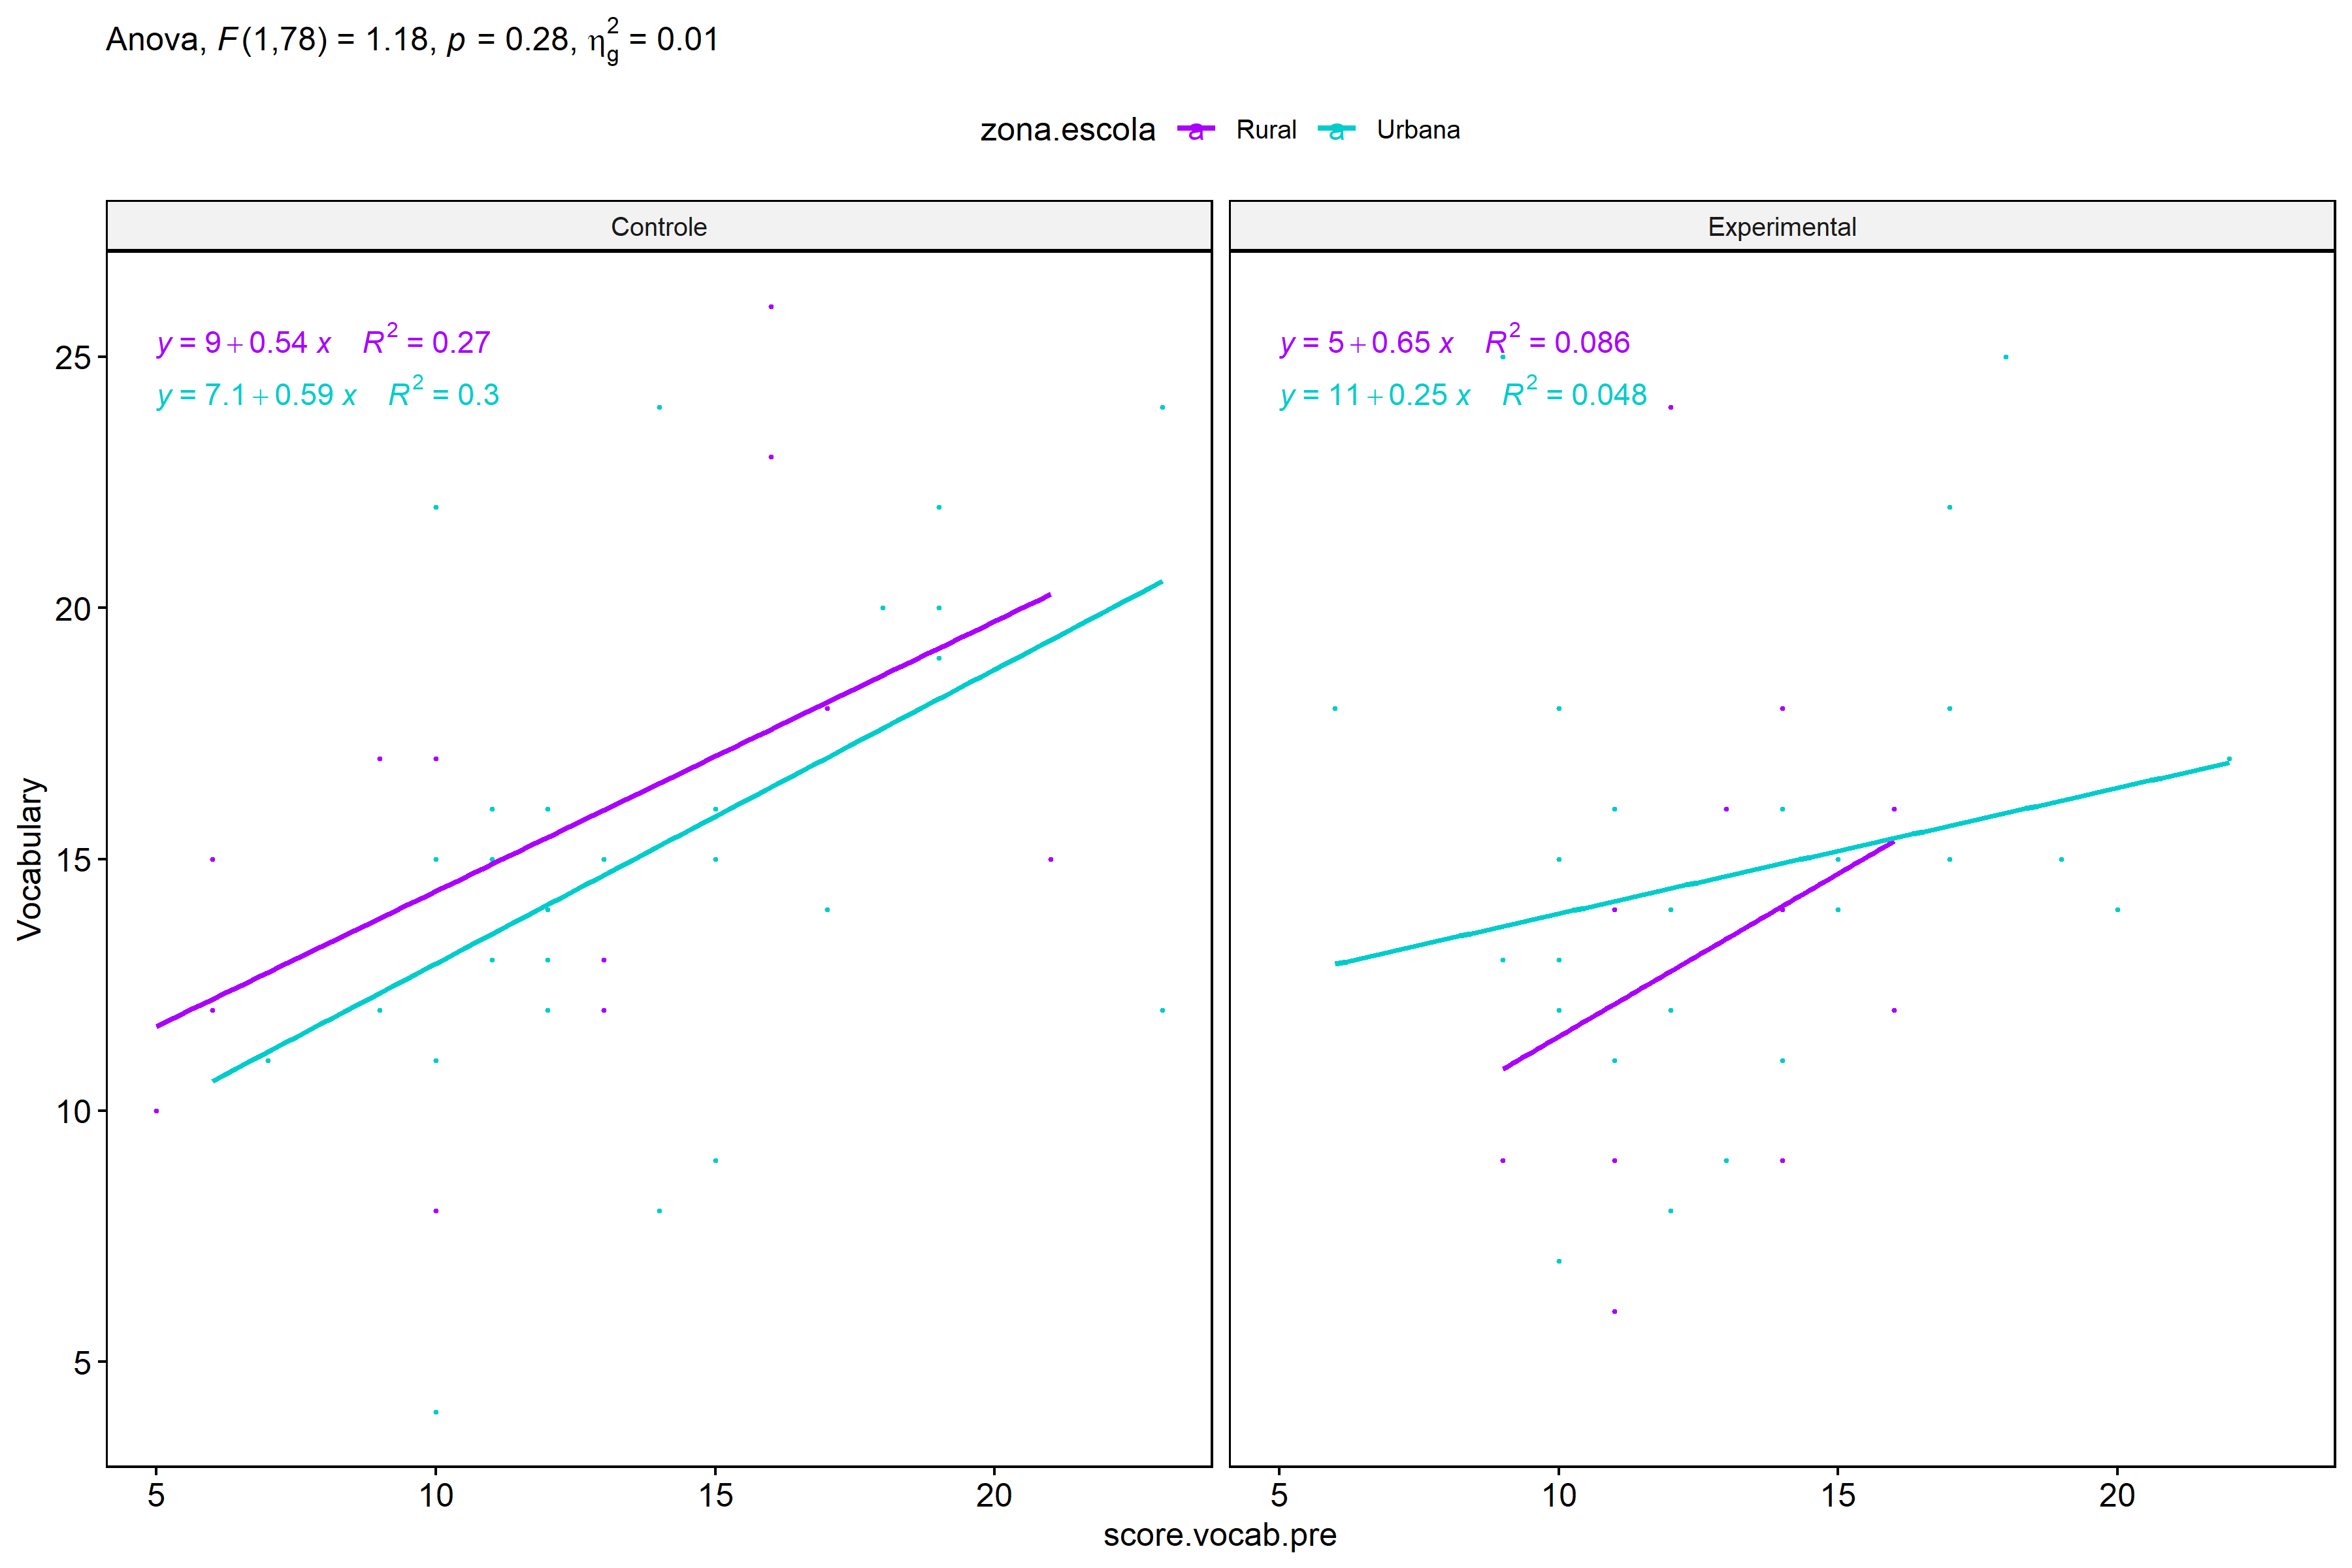 Anova, F(1,78) = 1.18, p = 0.28, η²g = 0.01
zona.escola a Rural a Urbana
Controle
Experimental
y = 9 + 0.54 x R² = 0.27
y = 7.1 + 0.59 x R² = 0.3
y = 5 + 0.65 x R² = 0.086
y = 11 + 0.25 x R² = 0.048
Vocabulary
25
20
15
10
5
5 10 15 20
5 10 15 20
score.vocab.pre